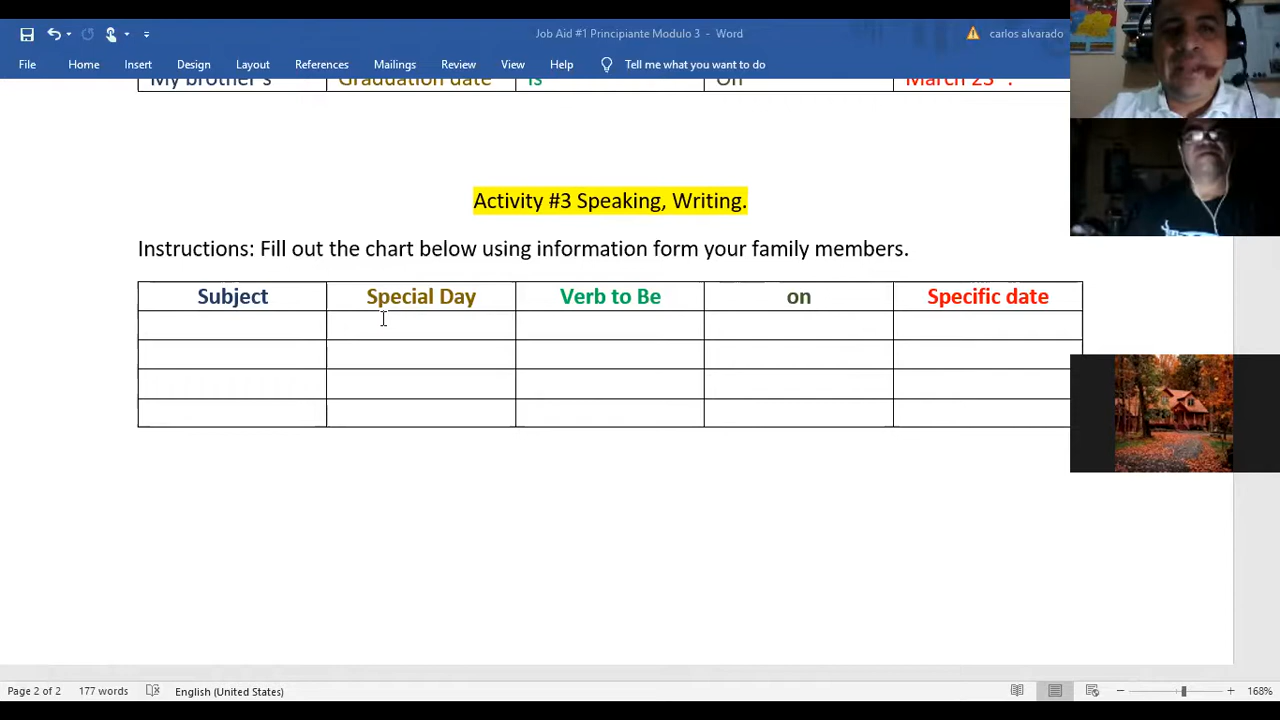 Job Aid #1 Principiante Modulo 3 - Word
carlos alvarado
File Home Insert Design Layout References Mailings Review View Help Tell me what you want to do
My brother's Graduation date is On March 23
Activity #3 Speaking, Writing.
Instructions: Fill out the chart below using information form your family members.
Subject Special Day Verb to Be on Specific date
Page 2 of 2 177 words English (United States) 168%